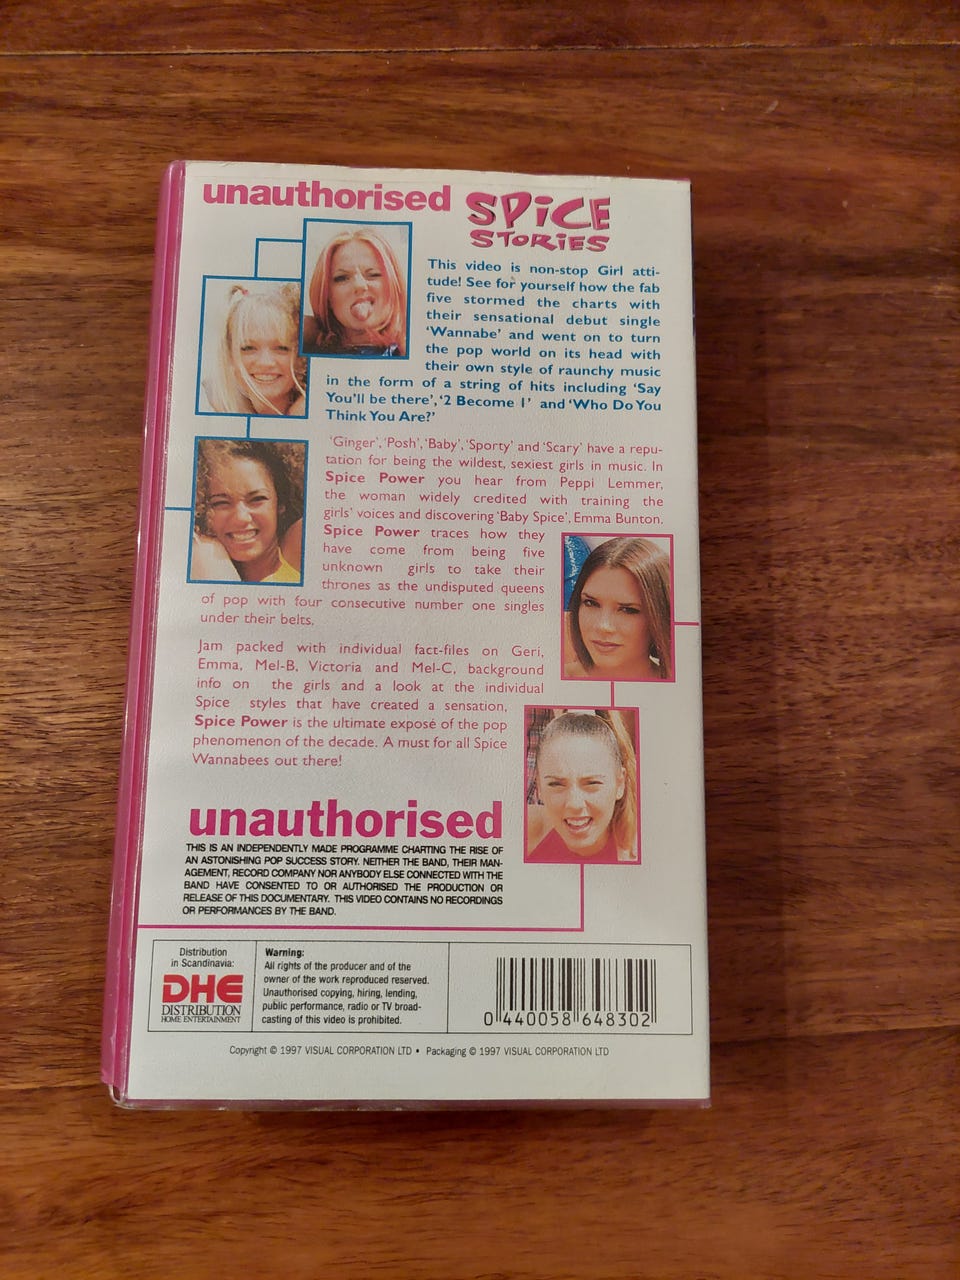 unauthorised SPiCE
STORiES
This video is non-stop Girl atti-
tude! See for yourself how the fab
five stormed the charts with
their sensational debut single
‘Wannabe’ and went on to turn
the pop world on its head with
their own style of raunchy music
in the form of a string of hits including ‘Say
You’ll be there’, ‘2 Become 1’ and ‘Who Do You
Think You Are?’
‘Ginger’, ‘Posh’, ‘Baby’, ‘Sporty’ and ‘Scary’ have a repu-
tation for being the wildest, sexiest girls in music. In
Spice Power you hear from Peppi Lemmer,
the woman widely credited with training the
girls’ voices and discovering ‘Baby Spice’, Emma Bunton.
Spice Power traces how they
have come from being five
unknown girls to take their
thrones as the undisputed queens
of pop with four consecutive number one singles
under their belts.
Jam packed with individual fact-files on Geri,
Emma, Mel-B, Victoria and Mel-C, background
info on the girls and a look at the individual
Spice styles that have created a sensation,
Spice Power is the ultimate exposé of the pop
phenomenon of the decade. A must for all Spice
Wannabees out there!
unauthorised
THIS IS AN INDEPENDENTLY MADE PROGRAMME CHARTING THE RISE OF
AN ASTONISHING POP SUCCESS STORY. NEITHER THE BAND, THEIR MAN-
AGEMENT, RECORD COMPANY NOR ANYBODY ELSE CONNECTED WITH THE
BAND HAVE CONSENTED TO OR AUTHORISED THE PRODUCTION OR
RELEASE OF THIS DOCUMENTARY. THIS VIDEO CONTAINS NO RECORDINGS
OR PERFORMANCES BY THE BAND.
Distribution
in Scandinavia:
DHE
DISTRIBUTION
HOME ENTERTAINMENT
Warning:
All rights of the producer and of the
owner of the work reproduced reserved.
Unauthorised copying, hiring, lending,
public performance, radio or TV broad-
casting of this video is prohibited.
0 440058 648302
Copyright © 1997 VISUAL CORPORATION LTD • Packaging © 1997 VISUAL CORPORATION LTD